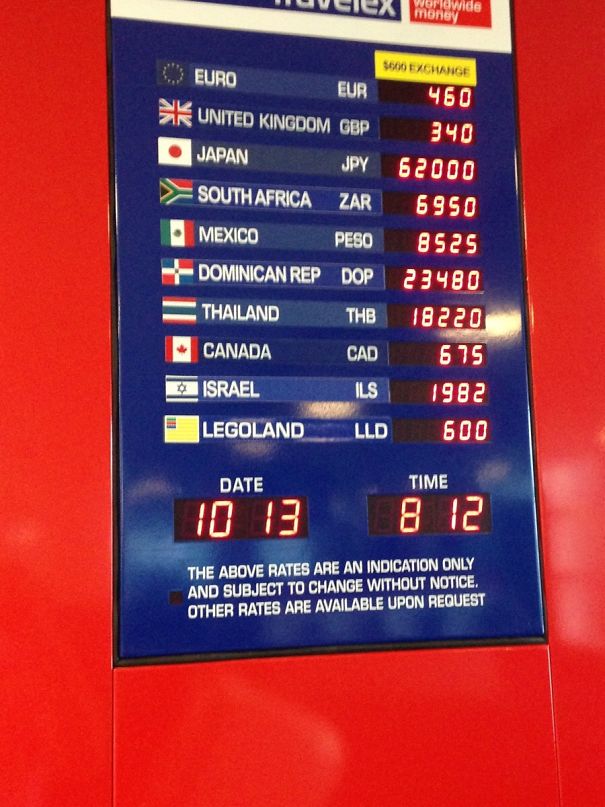 Travelex worldwide
money
$600 EXCHANGE
EURO EUR 460
UNITED KINGDOM GBP 340
JAPAN JPY 62000
SOUTH AFRICA ZAR 6950
MEXICO PESO 8525
DOMINICAN REP DOP 23480
THAILAND THB 18220
CANADA CAD 675
ISRAEL ILS 1982
LEGOLAND LLD 600
DATE TIME
10 13 8 12
THE ABOVE RATES ARE AN INDICATION ONLY
AND SUBJECT TO CHANGE WITHOUT NOTICE.
OTHER RATES ARE AVAILABLE UPON REQUEST